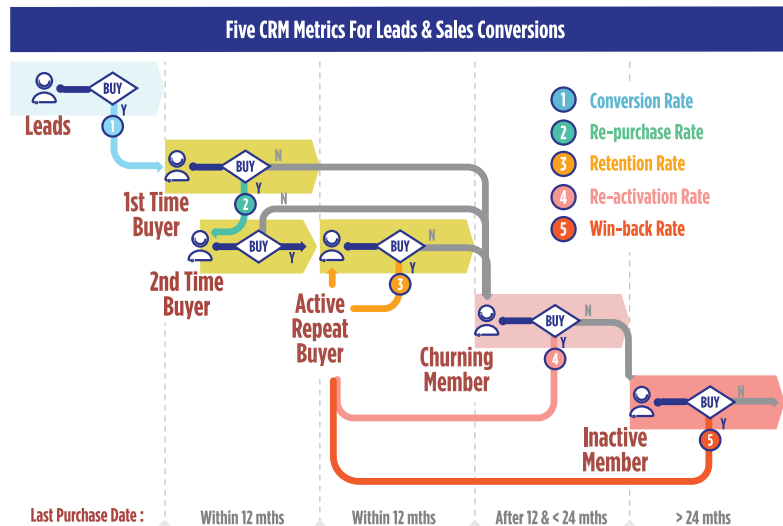 Five CRM Metrics For Leads & Sales Conversions
BUY
Y
Leads
1
1 Conversion Rate
2 Re-purchase Rate
3 Retention Rate
4 Re-activation Rate
5 Win-back Rate
BUY
N
Y
1st Time
Buyer
2
N
BUY
Y
2nd Time
Buyer
BUY
N
Y
3
Active
Repeat
Buyer
BUY
N
Y
4
Churning
Member
BUY
N
Y
5
Inactive
Member
Last Purchase Date :
Within 12 mths
Within 12 mths
After 12 & < 24 mths
> 24 mths